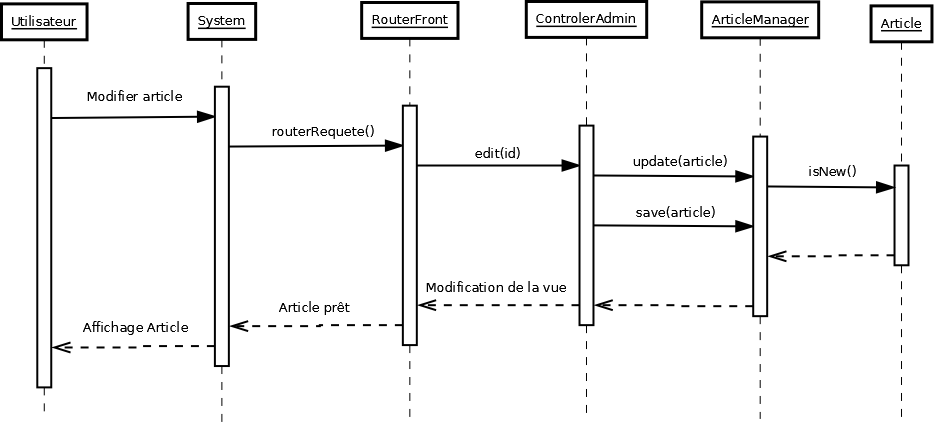 Utilisateur
System
RouterFront
ControlerAdmin
ArticleManager
Article
Modifier article
routerRequete()
edit(id)
update(article)
isNew()
save(article)
Modification de la vue
Article prêt
Affichage Article